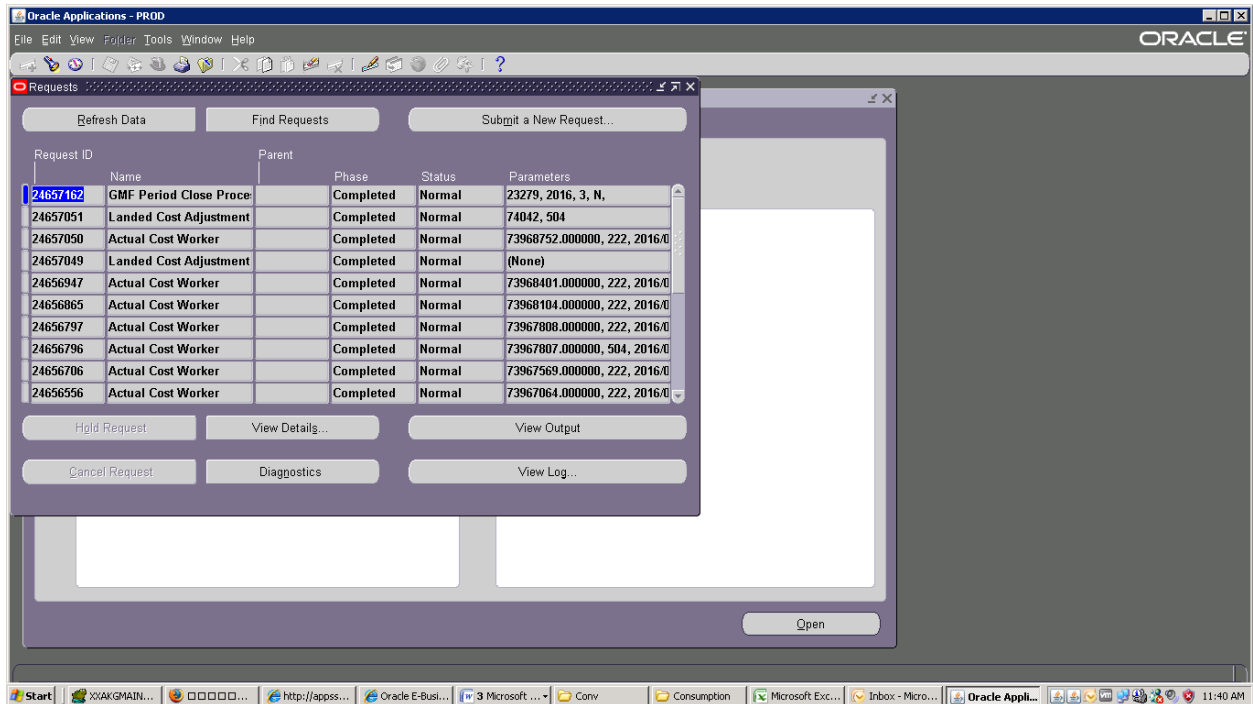 Oracle Applications - PROD
File Edit View Folder Tools Window Help
ORACLE
Requests
Refresh Data Find Requests Submit a New Request...
Request ID Parent
Name Phase Status Parameters
24657162 GMF Period Close Proce Completed Normal 23279, 2016, 3, N,
24657051 Landed Cost Adjustment Completed Normal 74042, 504
24657050 Actual Cost Worker Completed Normal 73968752.000000, 222, 2016/0
24657049 Landed Cost Adjustment Completed Normal (None)
24656947 Actual Cost Worker Completed Normal 73968401.000000, 222, 2016/0
24656865 Actual Cost Worker Completed Normal 73968104.000000, 222, 2016/0
24656797 Actual Cost Worker Completed Normal 73967808.000000, 222, 2016/0
24656796 Actual Cost Worker Completed Normal 73967807.000000, 504, 2016/0
24656706 Actual Cost Worker Completed Normal 73967569.000000, 222, 2016/0
24656556 Actual Cost Worker Completed Normal 73967064.000000, 222, 2016/0
Hold Request View Details... View Output
Cancel Request Diagnostics View Log...
Open
Start XXAKGMAIN... http://appss... Oracle E-Busi... 3 Microsoft ... Conv Consumption Microsoft Exc... Inbox - Micro... Oracle Appli... 11:40 AM